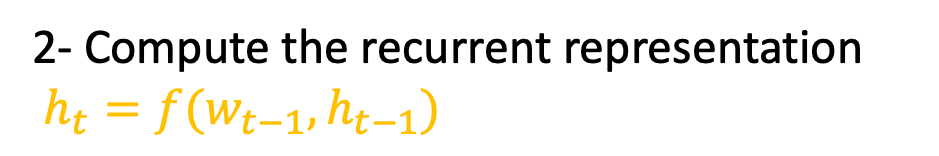 2- Compute the recurrent representation
hₜ = f(wₜ₋₁, hₜ₋₁)